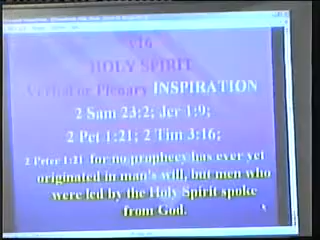 v16
HOLY SPIRIT
Verbal or Plenary INSPIRATION
2 Sam 23:2; Jer 1:9;
2 Pet 1:21; 2 Tim 3:16;
2 Peter 1:21 for no prophecy has ever yet
originated in man's will, but men who
were led by the Holy Spirit spoke
from God.